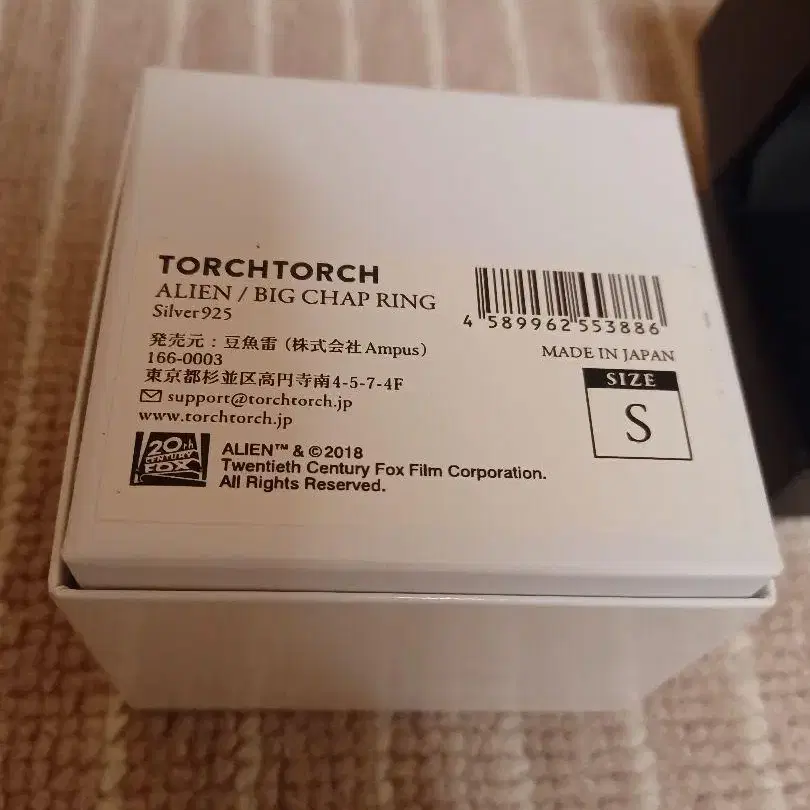 TORCHTORCH
ALIEN / BIG CHAP RING
Silver925
発売元：豆魚雷（株式会社Ampus）
166-0003
東京都杉並区高円寺南4-5-7-4F
support@torchtorch.jp
www.torchtorch.jp
4 589962 553886
MADE IN JAPAN
SIZE
S
20th
CENTURY
FOX
ALIEN™ & ©2018
Twentieth Century Fox Film Corporation.
All Rights Reserved.